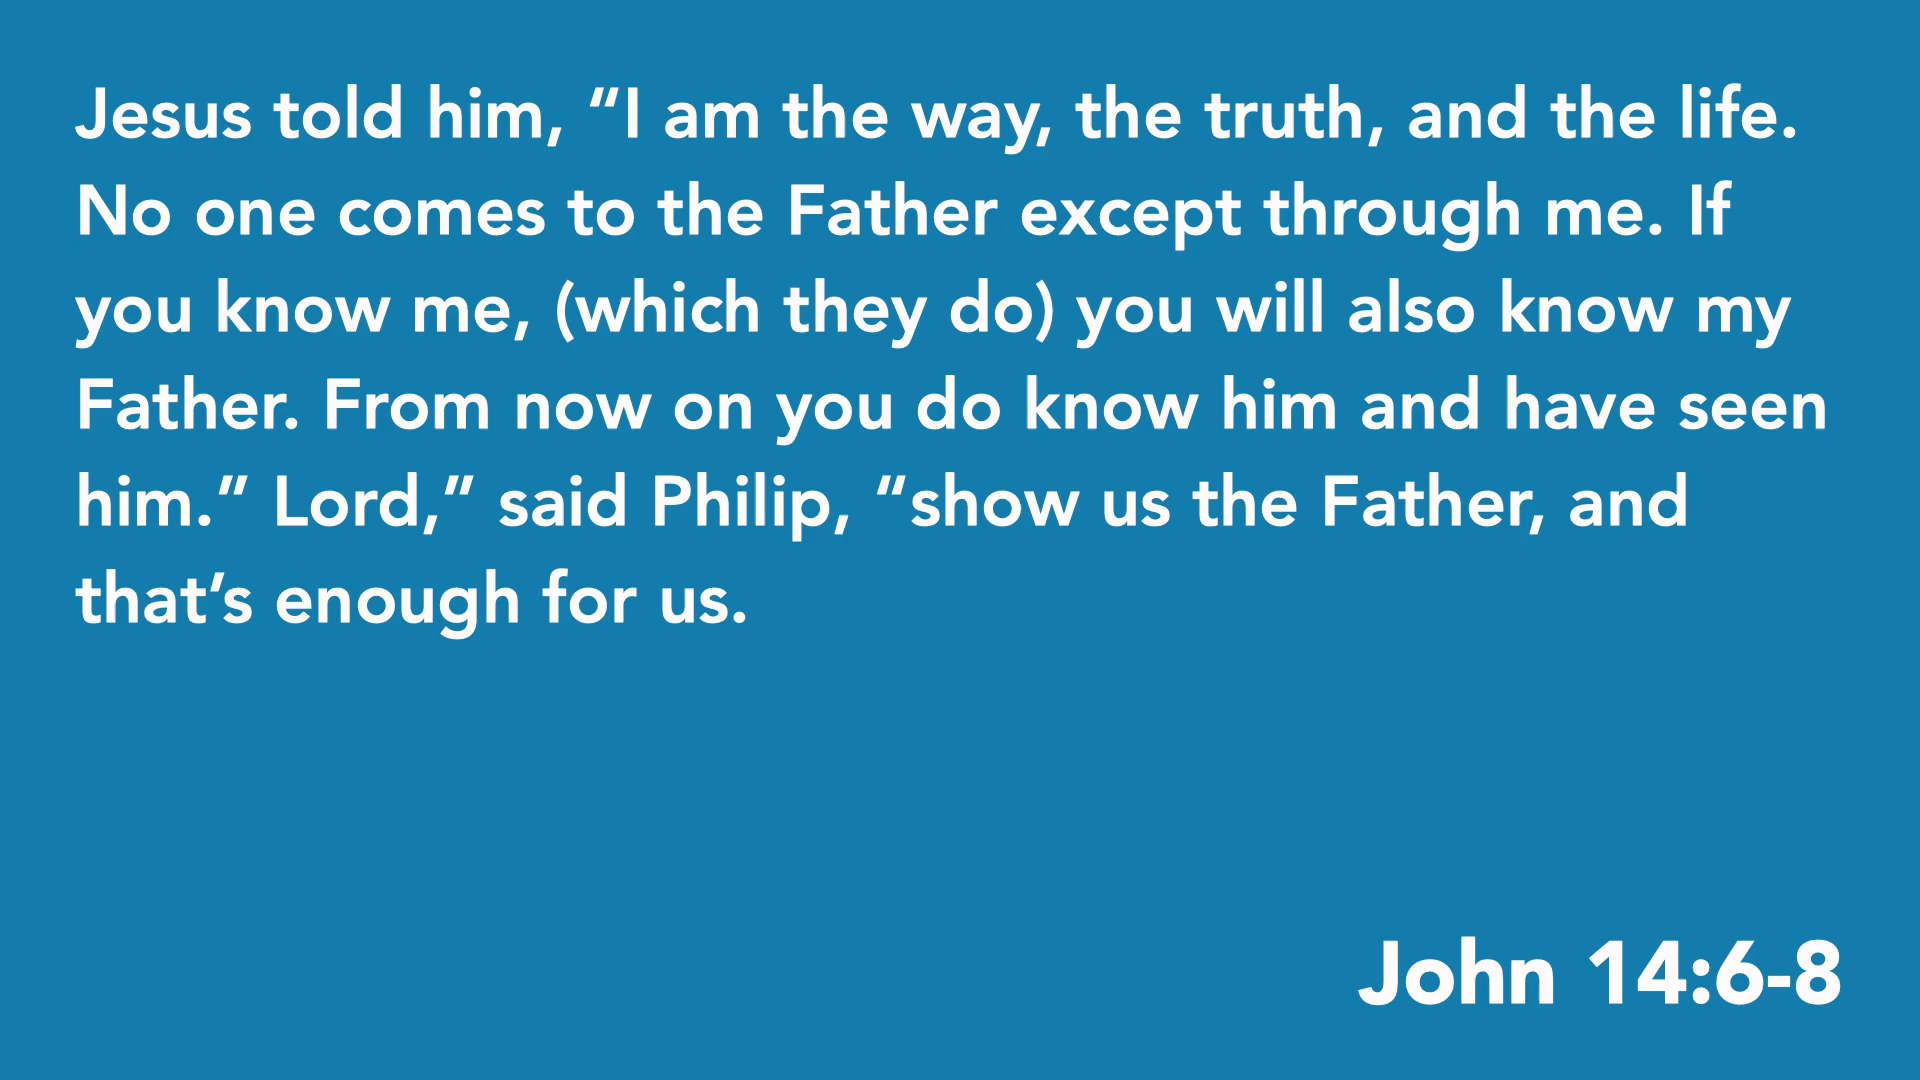 Jesus told him, “I am the way, the truth, and the life.
No one comes to the Father except through me. If
you know me, (which they do) you will also know my
Father. From now on you do know him and have seen
him.” Lord,” said Philip, “show us the Father, and
that’s enough for us.
John 14:6-8